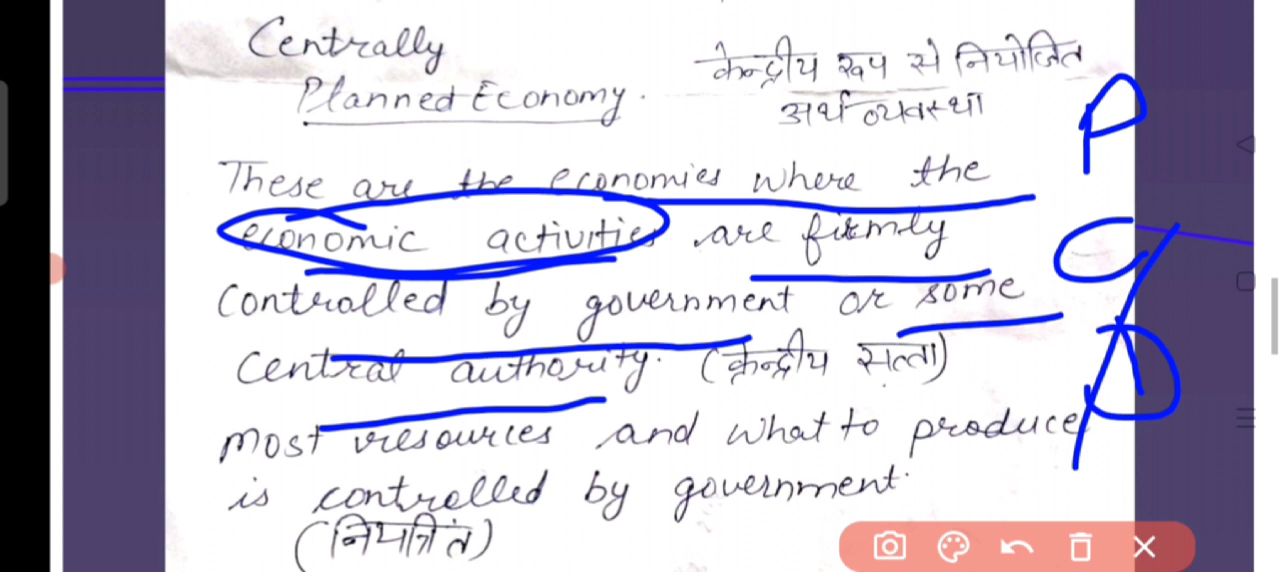 Centrally
Planned Economy.
केन्द्रीय रूप से नियोजित
अर्थव्यवस्था
These are the economies where the
economic activities are firmly
controlled by government or some
central authority. (केन्द्रीय सत्ता)
most resources and what to produce
is controlled by government.
(नियत्रिंत)
P
C
D